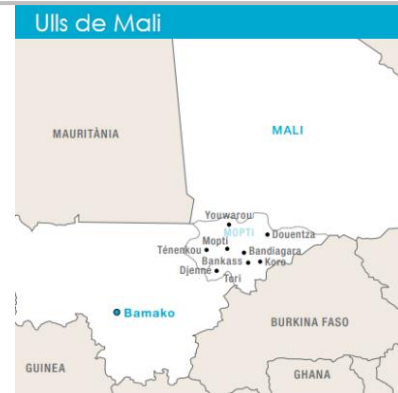 Ulls de Mali
MAURITÀNIA
MALI
Youwarou
MOPTI
Douentza
Mopti
Ténenkou
Bandiagara
Bankass
Koro
Djenné
Tori
Bamako
BURKINA FASO
GUINEA
GHANA